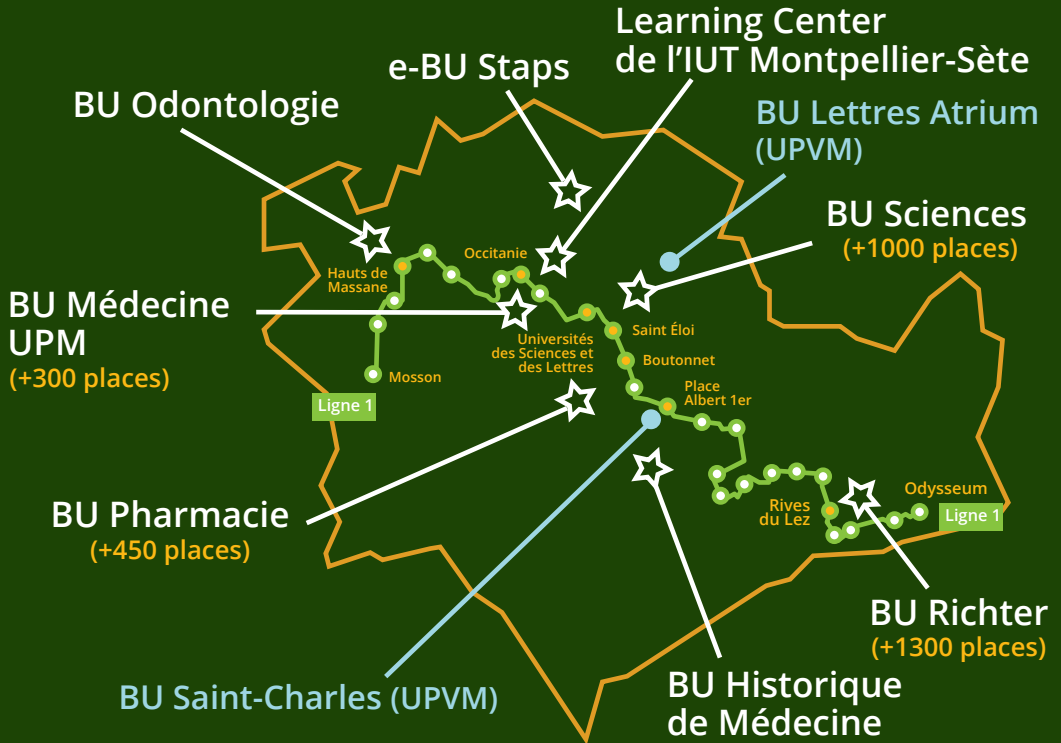 Learning Center
de l’IUT Montpellier-Sète
e-BU Staps
BU Odontologie
BU Lettres Atrium
(UPVM)
BU Sciences
(+1000 places)
Occitanie
Hauts de
Massane
BU Médecine
UPM
(+300 places)
Universités
des Sciences et
des Lettres
Saint Éloi
Boutonnet
Mosson
Ligne 1
Place
Albert 1er
BU Pharmacie
(+450 places)
Rives
du Lez
Odysseum
Ligne 1
BU Richter
(+1300 places)
BU Saint-Charles (UPVM)
BU Historique
de Médecine